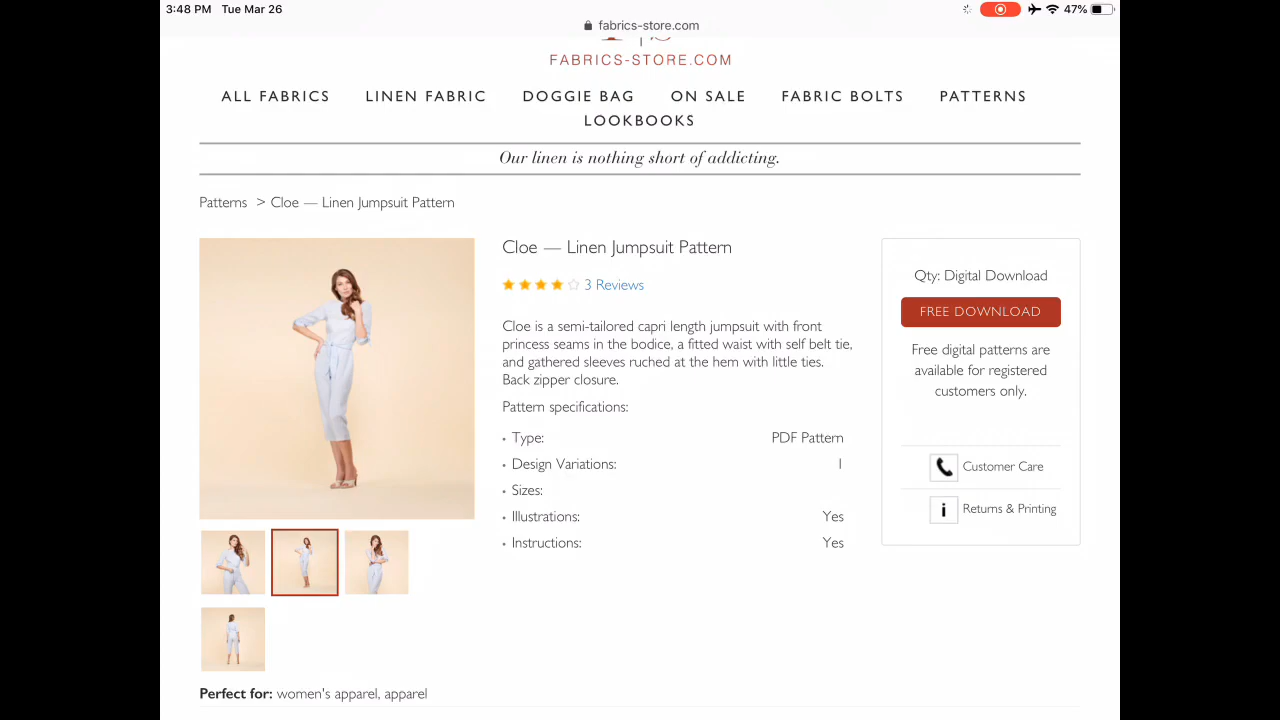 3:48 PM Tue Mar 26
47%
fabrics-store.com
FABRICS-STORE.COM
ALL FABRICS LINEN FABRIC DOGGIE BAG ON SALE FABRIC BOLTS PATTERNS
LOOKBOOKS
Our linen is nothing short of addicting.
Patterns > Cloe — Linen Jumpsuit Pattern
Cloe — Linen Jumpsuit Pattern
3 Reviews
Cloe is a semi-tailored capri length jumpsuit with front
princess seams in the bodice, a fitted waist with self belt tie,
and gathered sleeves ruched at the hem with little ties.
Back zipper closure.
Pattern specifications:
• Type: PDF Pattern
• Design Variations: 1
• Sizes:
• Illustrations: Yes
• Instructions: Yes
Qty: Digital Download
FREE DOWNLOAD
Free digital patterns are
available for registered
customers only.
Customer Care
i Returns & Printing
Perfect for: women's apparel, apparel